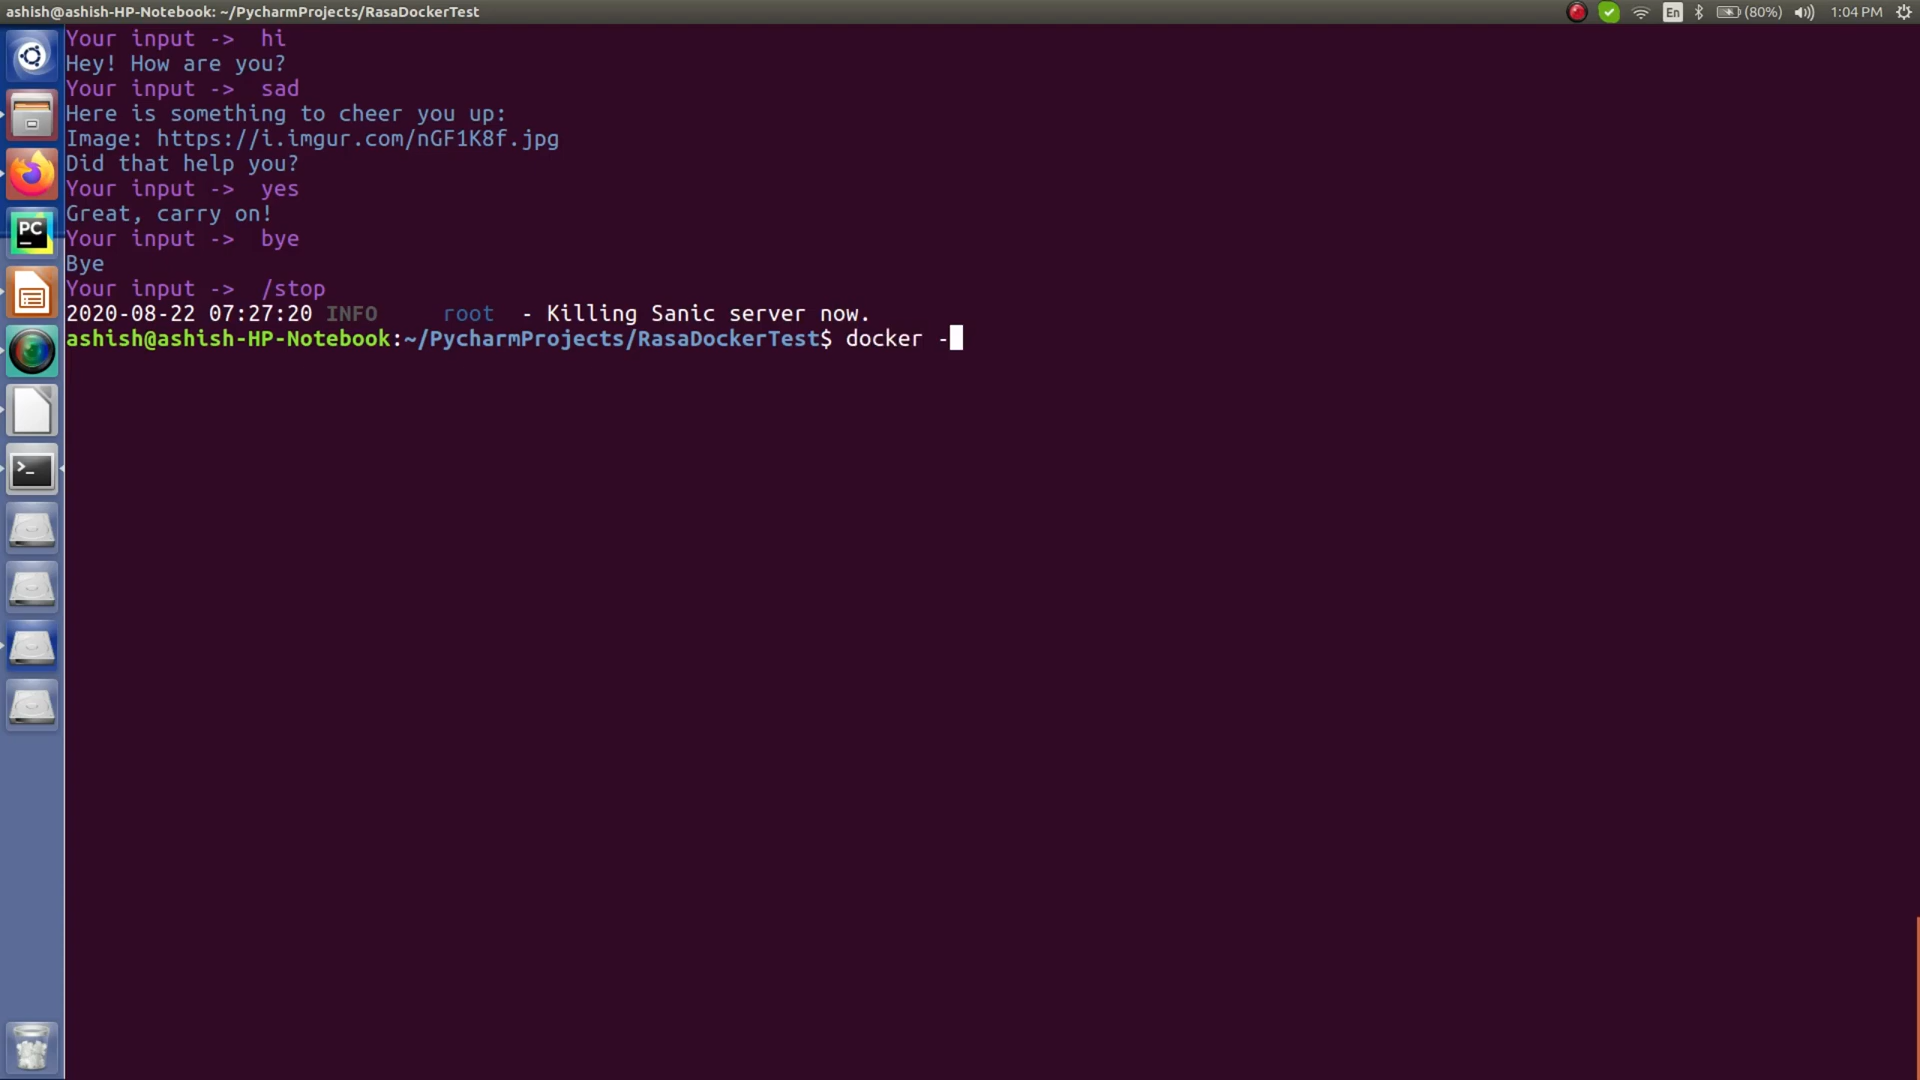 ashish@ashish-HP-Notebook: ~/PycharmProjects/RasaDockerTest
En (80%) 1:04 PM
Your input ->  hi
Hey! How are you?
Your input ->  sad
Here is something to cheer you up:
Image: https://i.imgur.com/nGF1K8f.jpg
Did that help you?
Your input ->  yes
Great, carry on!
Your input ->  bye
Bye
Your input ->  /stop
2020-08-22 07:27:20 INFO     root  - Killing Sanic server now.
ashish@ashish-HP-Notebook:~/PycharmProjects/RasaDockerTest$ docker -
PC